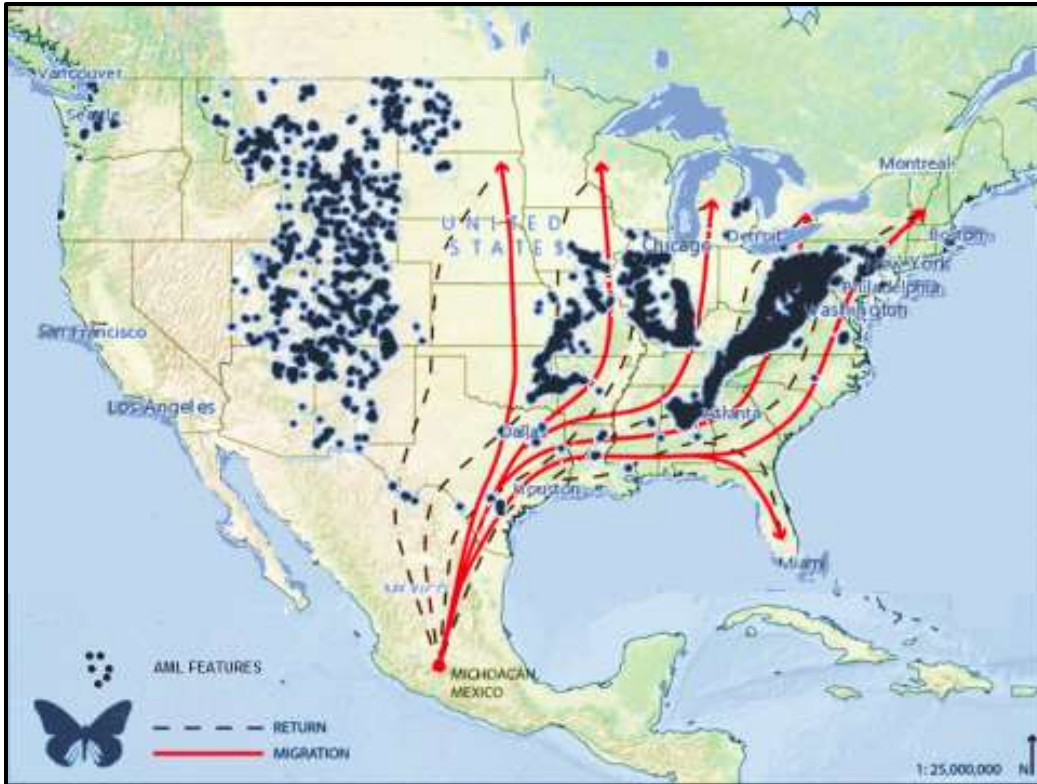 Vancouver
Seattle
Montreal
UNITED
STATES
Chicago
Detroit
Boston
New York
Philadelphia
Washington
San Francisco
Los Angeles
Atlanta
Dallas
Houston
Miami
MEXICO
AML FEATURES
MICHOACAN,
MEXICO
RETURN
MIGRATION
1: 25,000,000 N